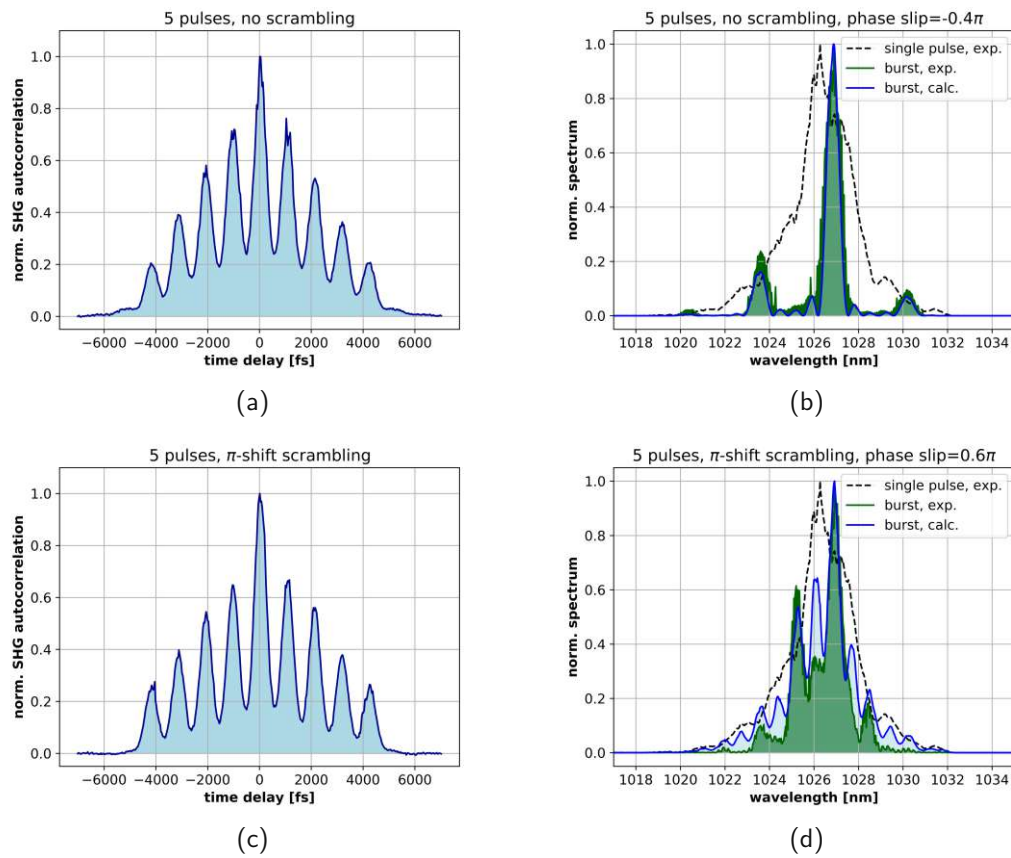 5 pulses, no scrambling
norm. SHG autocorrelation
1.0
0.8
0.6
0.4
0.2
0.0
−6000 −4000 −2000 0 2000 4000 6000
time delay [fs]
(a)
5 pulses, no scrambling, phase slip=-0.4π
norm. spectrum
1.0
0.8
0.6
0.4
0.2
0.0
single pulse, exp.
burst, exp.
burst, calc.
1018 1020 1022 1024 1026 1028 1030 1032 1034
wavelength [nm]
(b)
5 pulses, π-shift scrambling
norm. SHG autocorrelation
1.0
0.8
0.6
0.4
0.2
0.0
−6000 −4000 −2000 0 2000 4000 6000
time delay [fs]
(c)
5 pulses, π-shift scrambling, phase slip=0.6π
norm. spectrum
1.0
0.8
0.6
0.4
0.2
0.0
single pulse, exp.
burst, exp.
burst, calc.
1018 1020 1022 1024 1026 1028 1030 1032 1034
wavelength [nm]
(d)